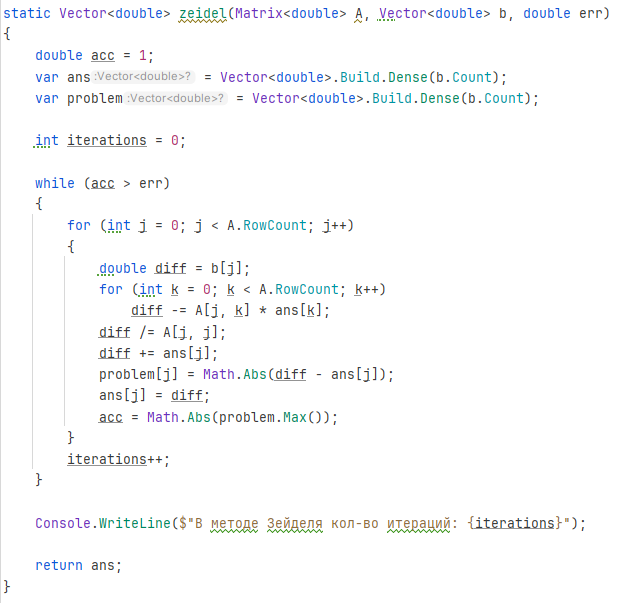 static Vector<double> zeidel(Matrix<double> A, Vector<double> b, double err)
{
    double acc = 1;
    var ans :Vector<double>? = Vector<double>.Build.Dense(b.Count);
    var problem :Vector<double>? = Vector<double>.Build.Dense(b.Count);

    int iterations = 0;

    while (acc > err)
    {
        for (int j = 0; j < A.RowCount; j++)
        {
            double diff = b[j];
            for (int k = 0; k < A.RowCount; k++)
                diff -= A[j, k] * ans[k];
            diff /= A[j, j];
            diff += ans[j];
            problem[j] = Math.Abs(diff - ans[j]);
            ans[j] = diff;
            acc = Math.Abs(problem.Max());
        }
        iterations++;
    }

    Console.WriteLine($"В методе Зейделя кол-во итераций: {iterations}");

    return ans;
}